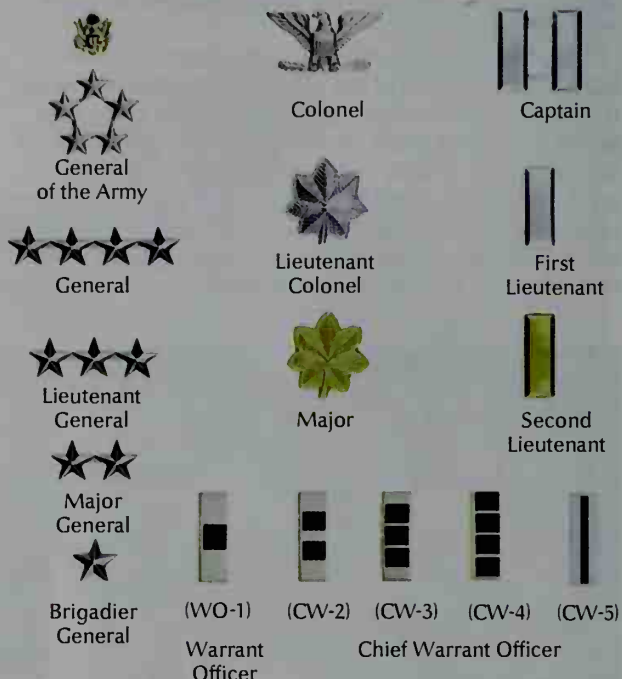 General
of the Army
General
Lieutenant
General
Major
General
Brigadier
General
Colonel
Lieutenant
Colonel
Major
Captain
First
Lieutenant
Second
Lieutenant
(WO-1)
(CW-2)
(CW-3)
(CW-4)
(CW-5)
Warrant
Officer
Chief Warrant Officer